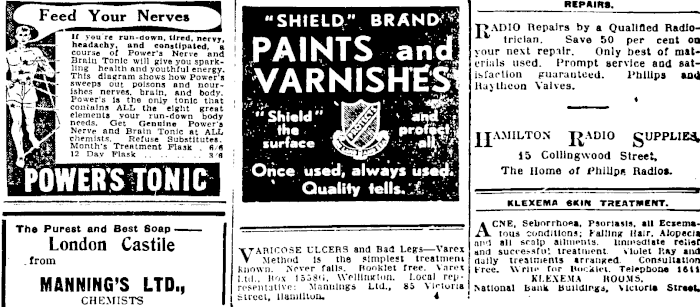 Feed Your Nerves
If you're run-down, tired, nervy,
headachy, and constipated, a
course of Power's Nerve and
Brain Tonic will give you spark-
ling health and youthful energy.
This diagram shows how Power's
sweeps out poisons and nour-
ishes nerves, brain, and body.
Power's is the only tonic that
contains ALL the eight great
elements your run-down body
needs. Get Genuine Power's
Nerve and Brain Tonic at ALL
chemists. Refuse Substitutes.
Month's Treatment Flask . 6/6
12 Day Flask . . . . . 3/6
POWER'S TONIC
The Purest and Best Soap —
London Castile
from
MANNING'S LTD.,
CHEMISTS
"SHIELD" BRAND
PAINTS and
VARNISHES
"Shield" and
the protect
surface all.
Once used, always used.
Quality tells.
VARICOSE ULCERS and Bad Legs—Varex
Method is the simplest treatment
known. Never fails. Booklet free. Varex
Ltd., Box 1558G, Wellington. Local rep-
resentative: Mannings Ltd., 85 Victoria
Street, Hamilton. 4
REPAIRS.
RADIO Repairs by a Qualified Radio-
trician. Save 50 per cent on
your next repair. Only best of mat-
erials used. Prompt service and sat-
isfaction guaranteed. Philips and
Raytheon Valves.
HAMILTON RADIO SUPPLIES,
15 Collingwood Street,
The Home of Philips Radios.
KLEXEMA SKIN TREATMENT.
ACNE, Seborrhoea, Psoriasis, all Eczema-
tous conditions; Falling Hair, Alopecia
and all scalp ailments. Immediate relief
and successful treatment. Violet Ray and
daily treatments arranged. Consultation
Free. Write for Booklet. Telephone 1614
KLEXEMA ROOMS,
National Bank Buildings, Victoria Street